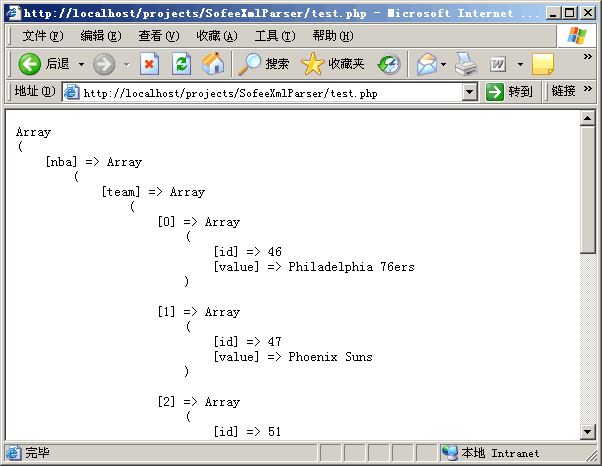 http://localhost/projects/SofeeXmlParser/test.php - Microsoft Internet ...
文件(F) 编辑(E) 查看(V) 收藏(A) 工具(T) 帮助(H)
后退 搜索 收藏夹
地址(D) http://localhost/projects/SofeeXmlParser/test.php 转到 链接 »
Array
(
[nba] => Array
(
[team] => Array
(
[0] => Array
(
[id] => 46
[value] => Philadelphia 76ers
)
[1] => Array
(
[id] => 47
[value] => Phoenix Suns
)
[2] => Array
(
[id] => 51
完毕 本地 Intranet